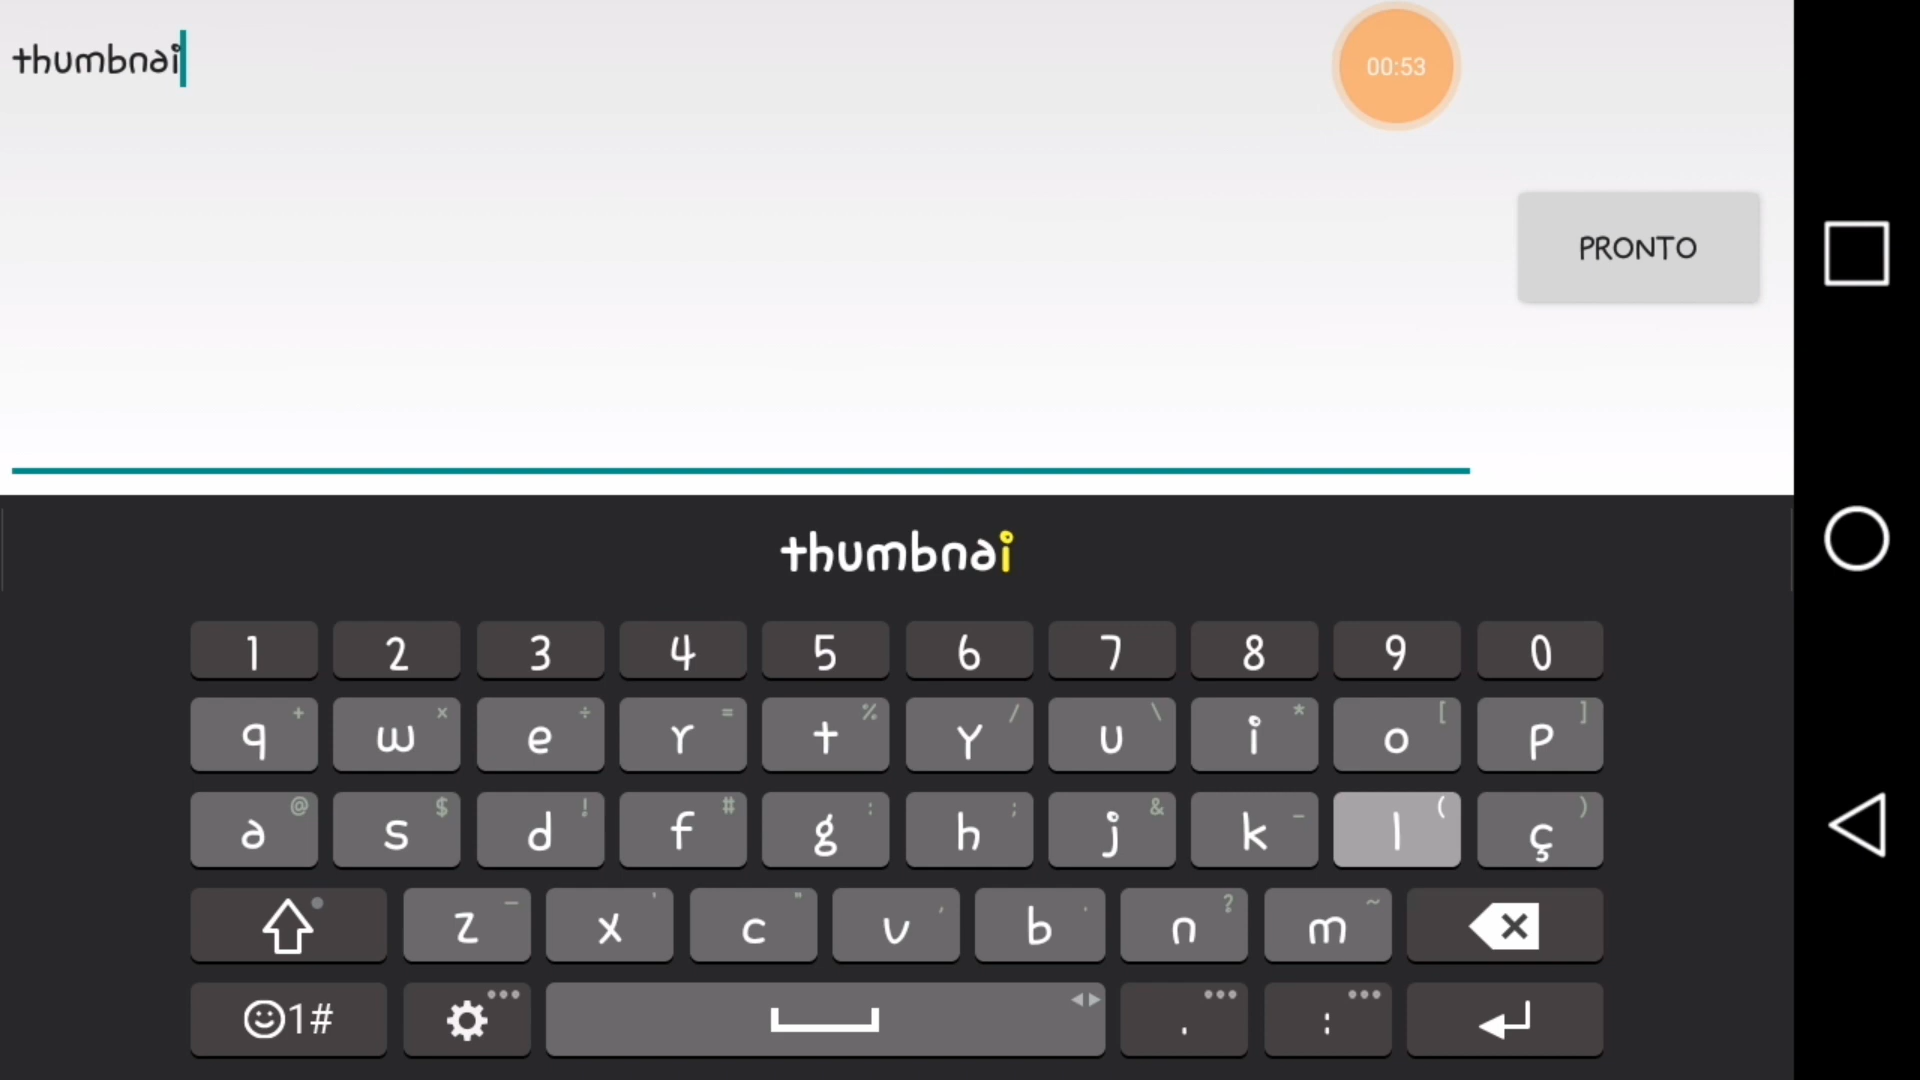 thumbnai
00:53
PRONTO
thumbnai
1 2 3 4 5 6 7 8 9 0
q + w × e ÷ r = t % y / u \ i * o [ p ]
a @ s $ d ! f # g : h ; j & k _ l ( ç )
z - x ' c " v , b . n ? m ~
1# . :